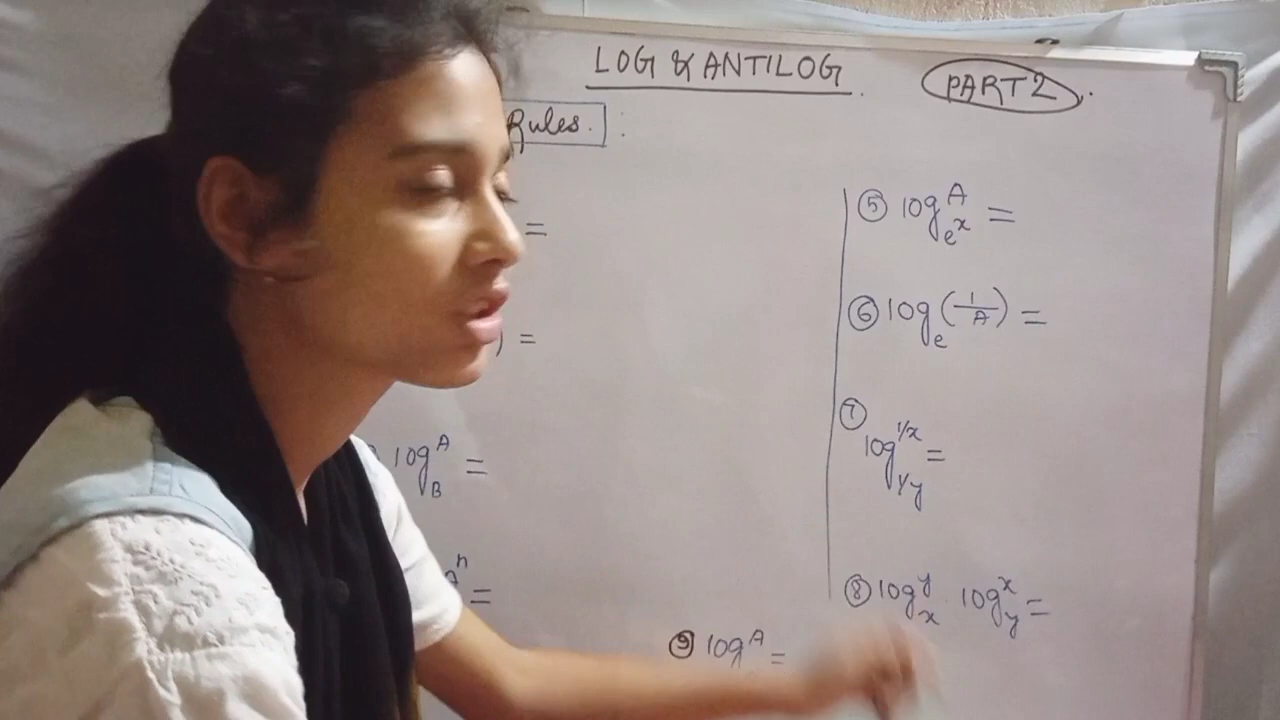 LOG & ANTILOG. PART 2.
Rules. :
=
) =
log_B^A =
A^n =
⑤ log_{e^x}^A =
⑥ log_e(1/A) =
⑦ log_{1/y}^{1/x} =
⑧ log_x^y . log_y^x =
⑨ log^A =